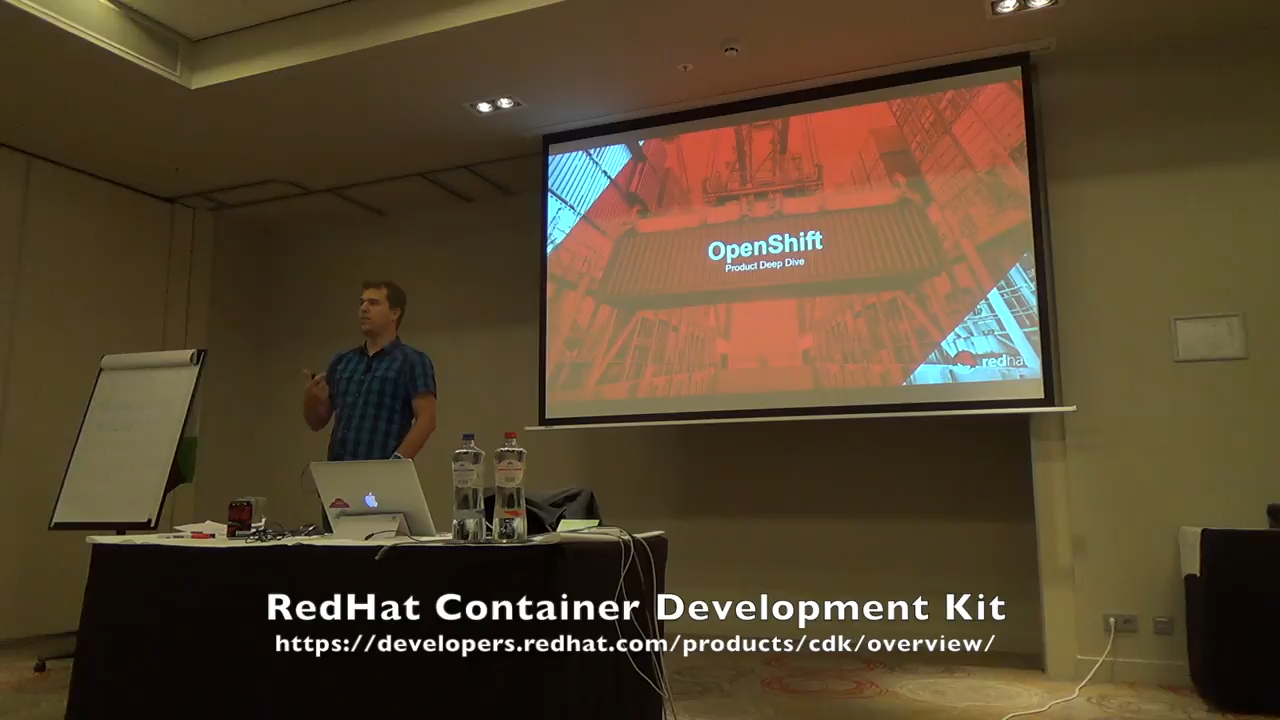 OpenShift
Product Deep Dive
redhat
RedHat Container Development Kit
https://developers.redhat.com/products/cdk/overview/